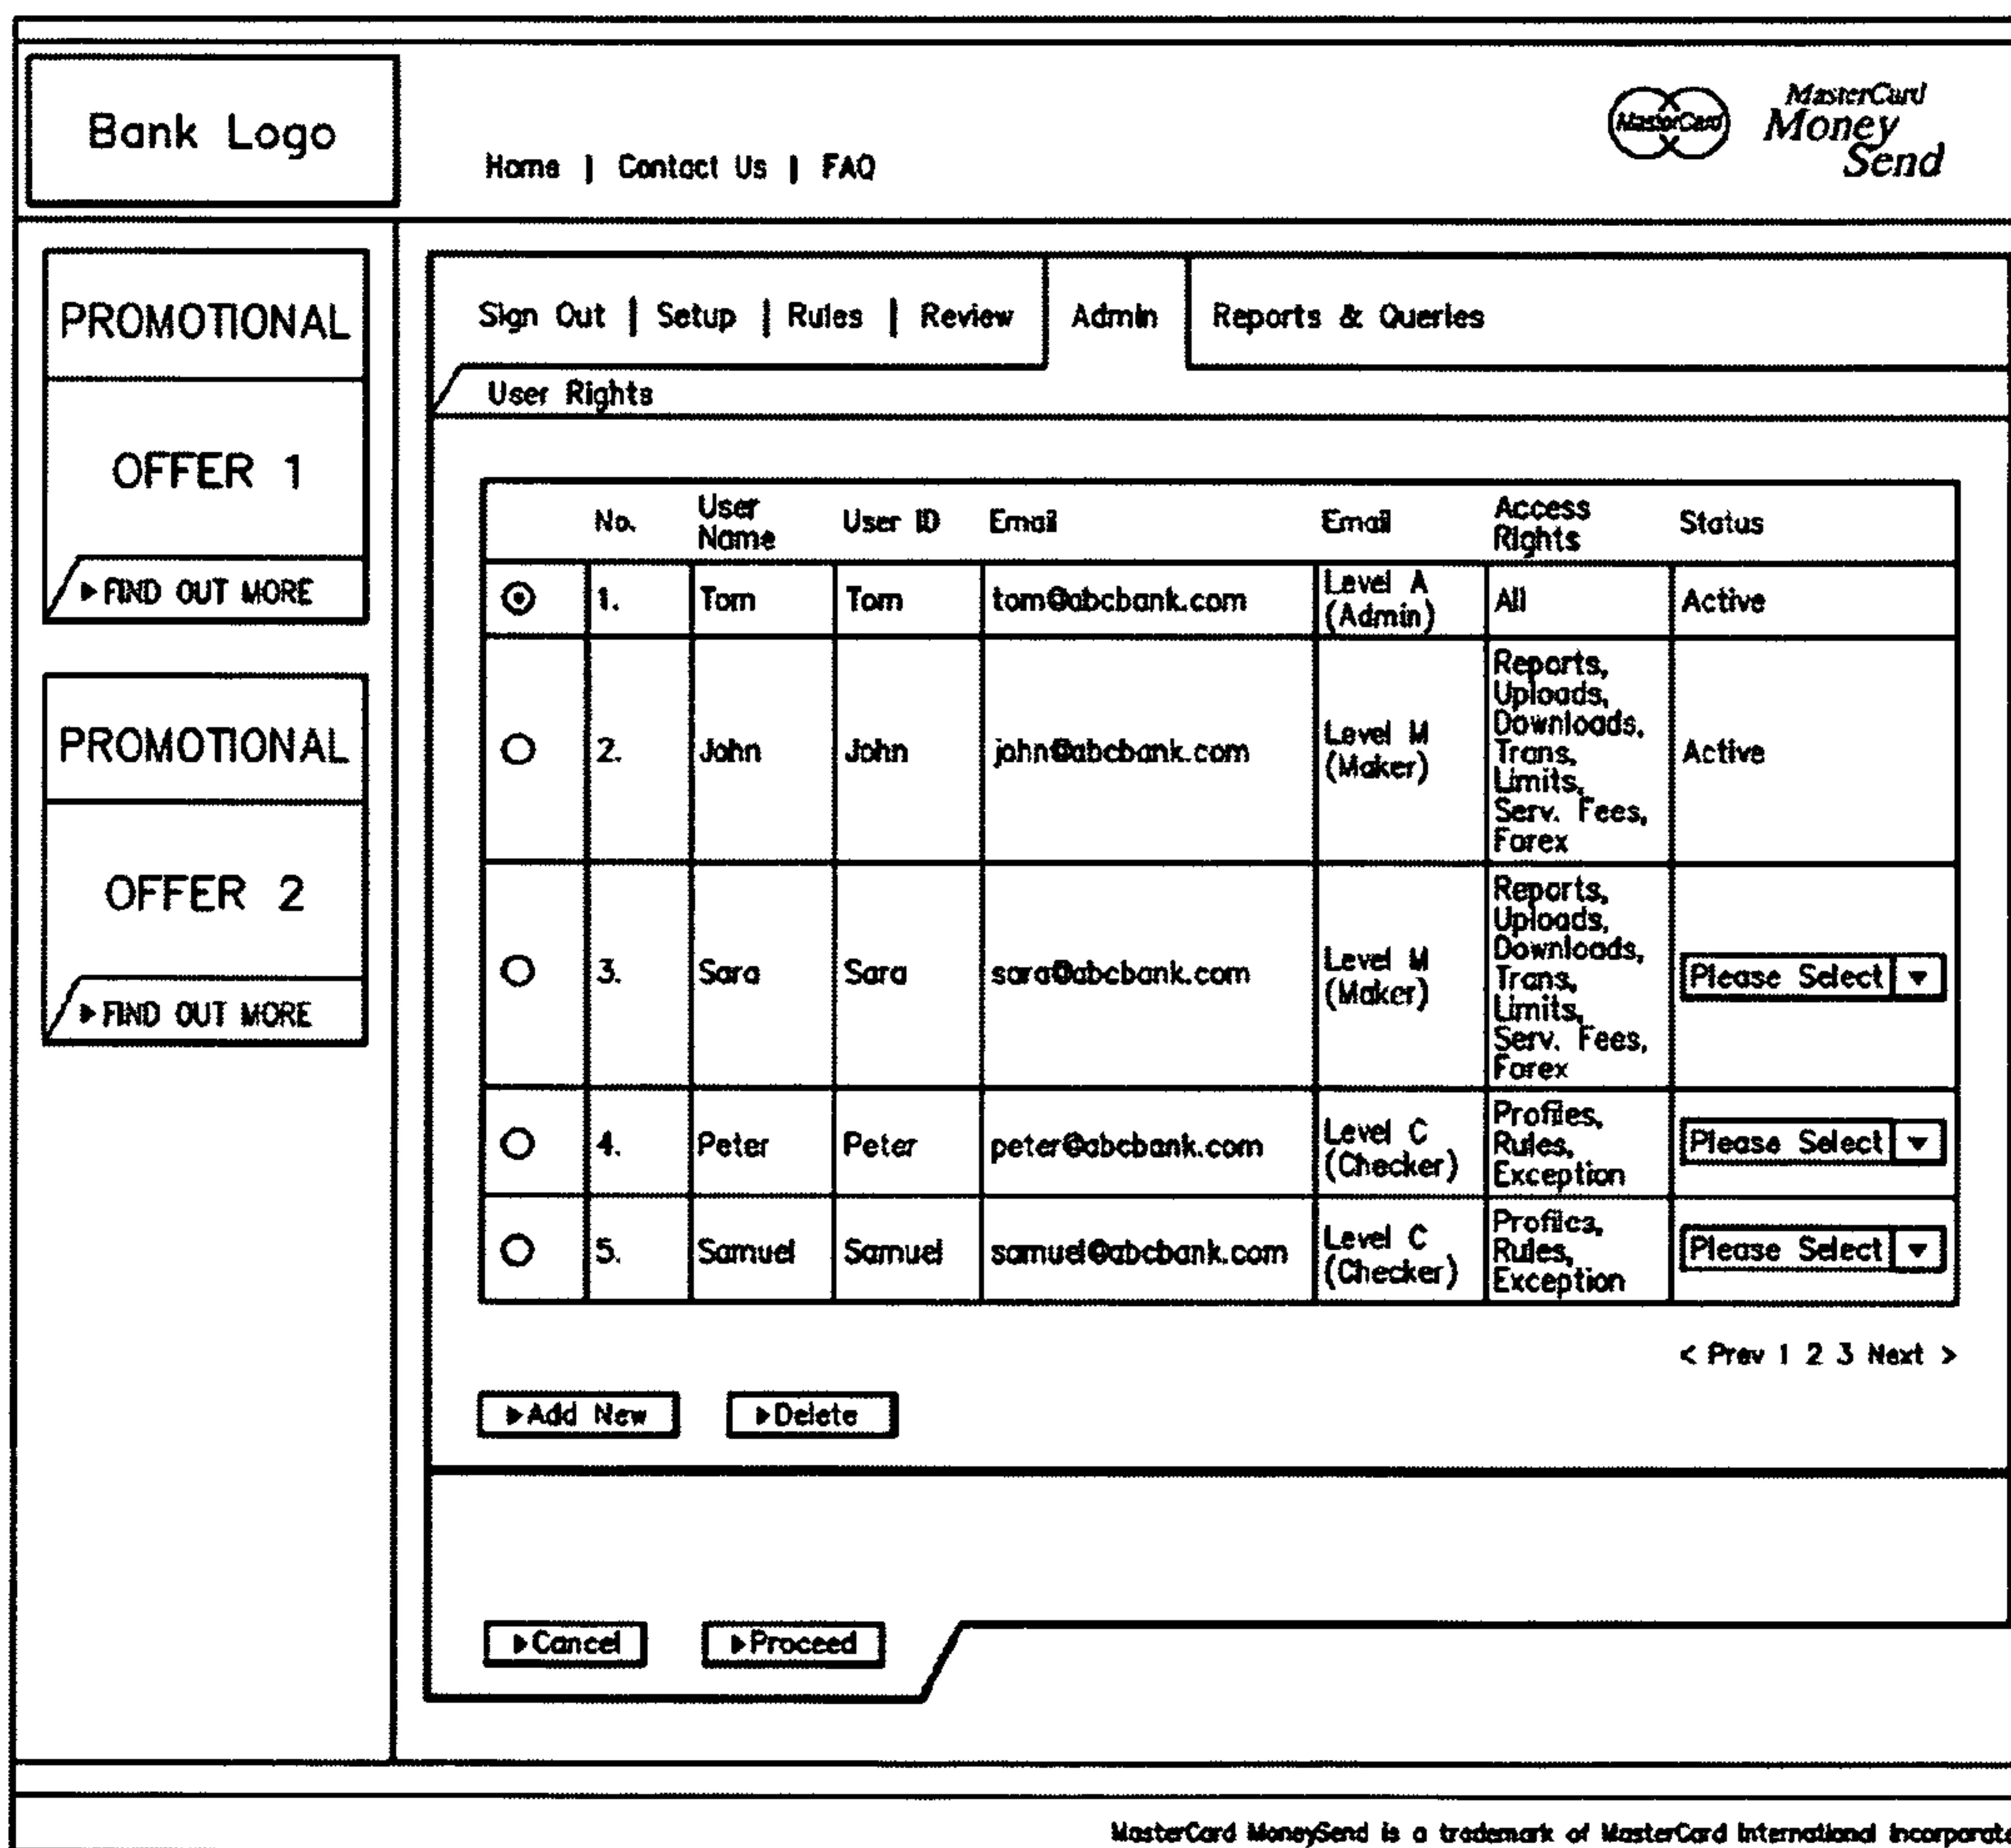 Bank Logo
Home | Contact Us | FAQ
MasterCard
MasterCard
Money
Send
PROMOTIONAL
OFFER 1
FIND OUT MORE
PROMOTIONAL
OFFER 2
FIND OUT MORE
Sign Out | Setup | Rules | Review Admin Reports & Queries
User Rights
No. User Name User ID Email Email Access Rights Status
1. Tom Tom tom@abcbank.com Level A (Admin) All Active
2. John John john@abcbank.com Level M (Maker) Reports, Uploads, Downloads, Trans, Limits, Serv. Fees, Forex Active
3. Sara Sara sara@abcbank.com Level M (Maker) Reports, Uploads, Downloads, Trans, Limits, Serv. Fees, Forex Please Select
4. Peter Peter peter@abcbank.com Level C (Checker) Profiles, Rules, Exception Please Select
5. Samuel Samuel samuel@abcbank.com Level C (Checker) Profiles, Rules, Exception Please Select
< Prev 1 2 3 Next >
Add New Delete
Cancel Proceed
MasterCard MoneySend is a trademark of MasterCard International Incorporate